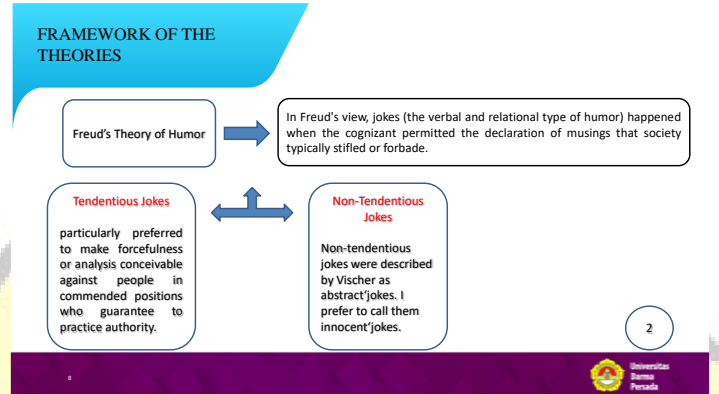 FRAMEWORK OF THE
THEORIES
Freud's Theory of Humor
In Freud's view, jokes (the verbal and relational type of humor) happened
when the cognizant permitted the declaration of musings that society
typically stifled or forbade.
Tendentious Jokes
particularly preferred
to make forcefulness
or analysis conceivable
against people in
commended positions
who guarantee to
practice authority.
Non-Tendentious
Jokes
Non-tendentious
jokes were described
by Vischer as
abstract'jokes. I
prefer to call them
innocent'jokes.
2
8
Universitas
Darma
Persada